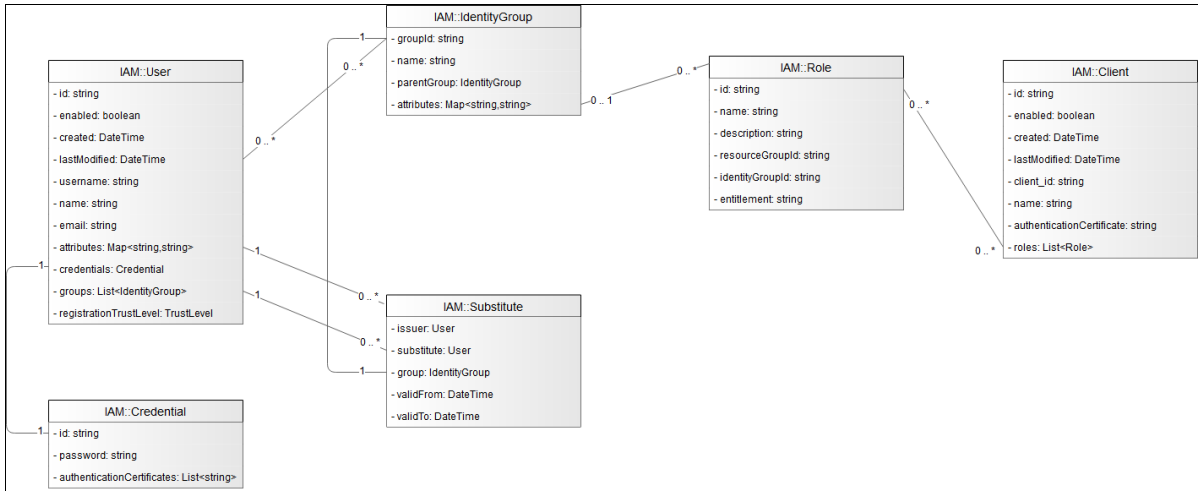 IAM::IdentityGroup
- groupId: string
- name: string
- parentGroup: IdentityGroup
- attributes: Map<string,string>
1
0 .. *
0 .. *
0 .. 1
0 .. *
IAM::User
- id: string
- enabled: boolean
- created: DateTime
- lastModified: DateTime
- username: string
- name: string
- email: string
- attributes: Map<string,string>
- credentials: Credential
- groups: List<IdentityGroup>
- registrationTrustLevel: TrustLevel
1
1
1
0 .. *
0 .. *
IAM::Role
- id: string
- name: string
- description: string
- resourceGroupId: string
- identityGroupId: string
- entitlement: string
0 .. *
0 .. *
IAM::Client
- id: string
- enabled: boolean
- created: DateTime
- lastModified: DateTime
- client_id: string
- name: string
- authenticationCertificate: string
- roles: List<Role>
IAM::Substitute
- issuer: User
- substitute: User
- group: IdentityGroup
- validFrom: DateTime
- validTo: DateTime
1
IAM::Credential
- id: string
- password: string
- authenticationCertificates: List<string>
1